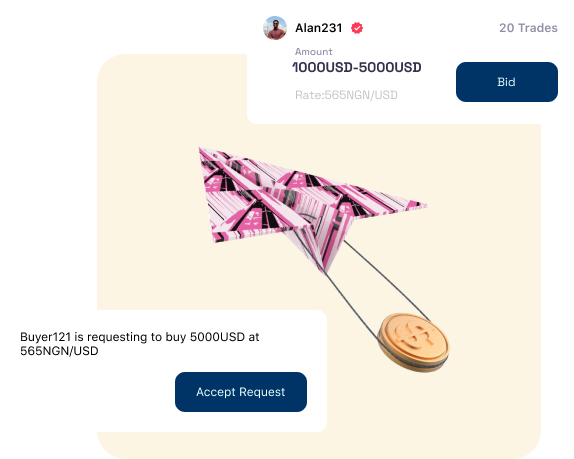 Alan231
20 Trades
Amount
1000USD-5000USD
Rate:565NGN/USD
Bid
Buyer121 is requesting to buy 5000USD at
565NGN/USD
Accept Request